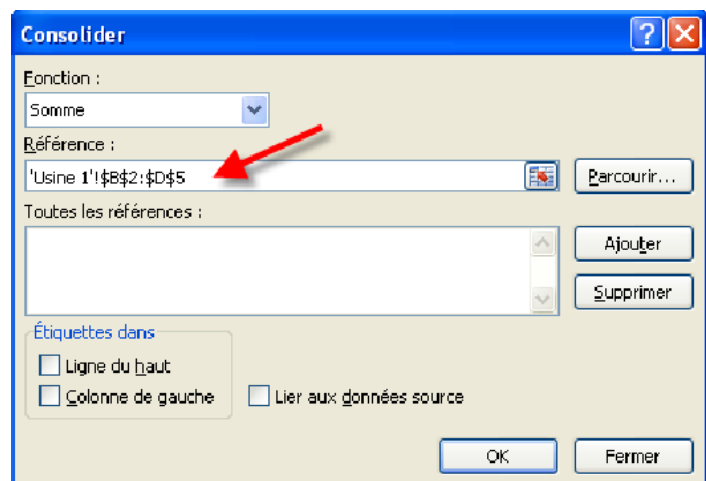 Consolider
Fonction :
Somme
Référence :
'Usine 1'!$B$2:$D$5
Parcourir...
Toutes les références :
Ajouter
Supprimer
Étiquettes dans
Ligne du haut
Colonne de gauche
Lier aux données source
OK
Fermer